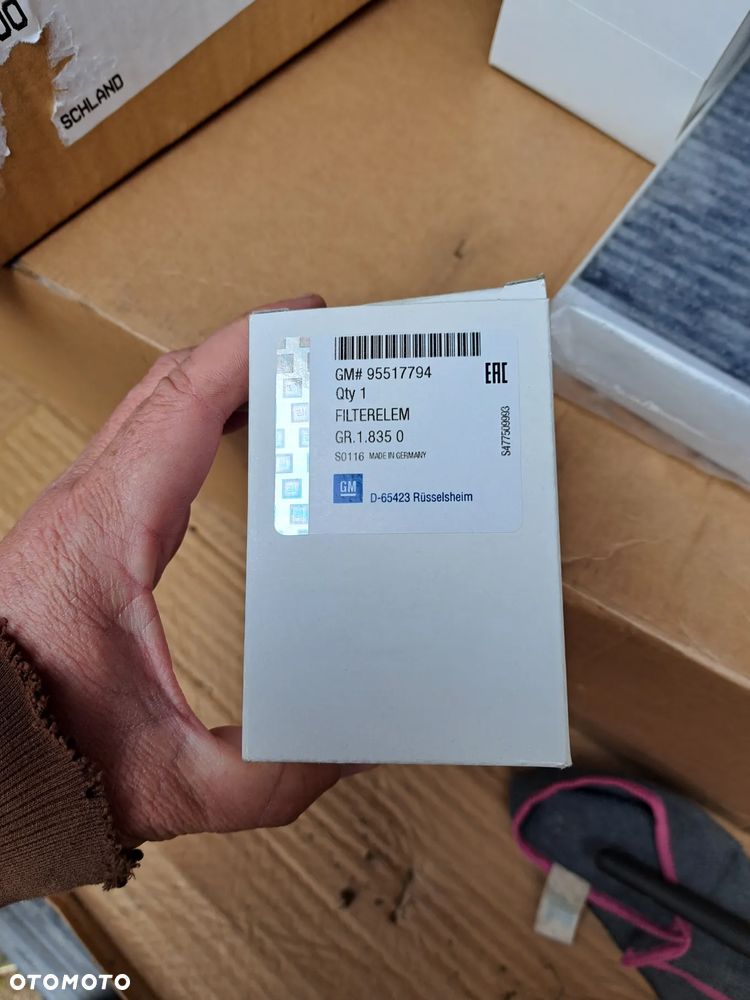 00
SCHLAND
GM# 95517794
EAC
Qty 1
FILTERELEM
GR.1.835 0
S0116 MADE IN GERMANY
S477509993
GM
D-65423 Rüsselsheim
OTOMOTO